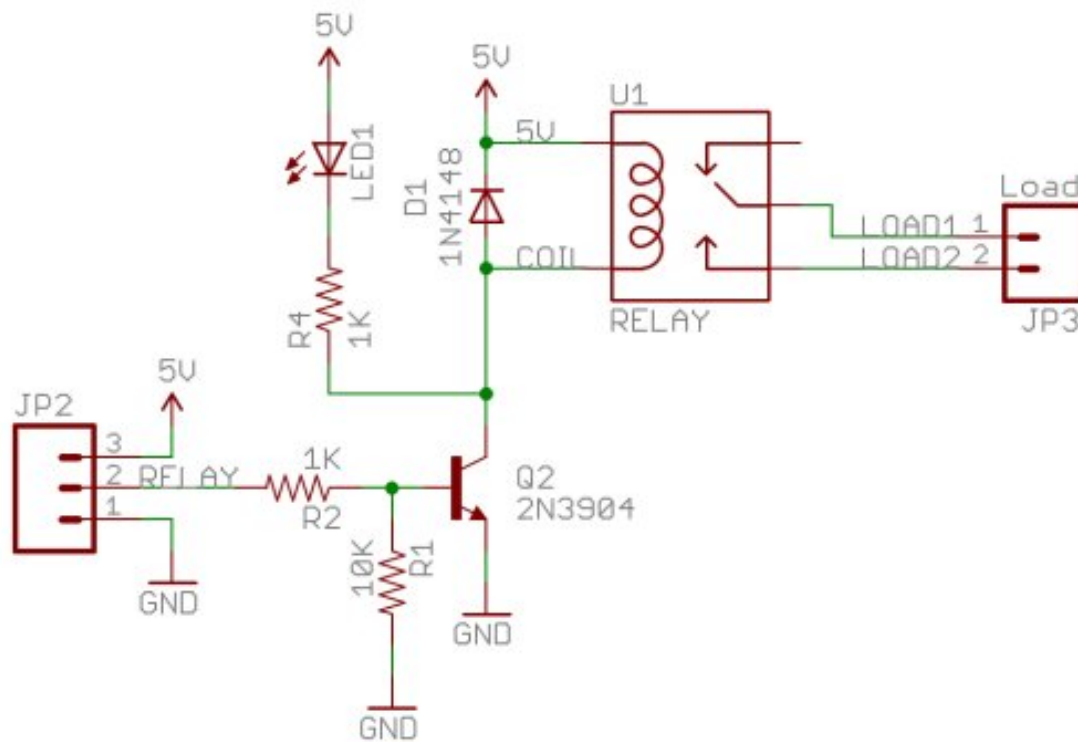 5V
5V
U1
5V
LED1
D1
1N4148
Load
LOAD1
1
COIL
LOAD2
2
R4
1K
RELAY
JP3
5V
JP2
3
1K
2
RELAY
Q2
1
R2
2N3904
10K
R1
GND
GND
GND